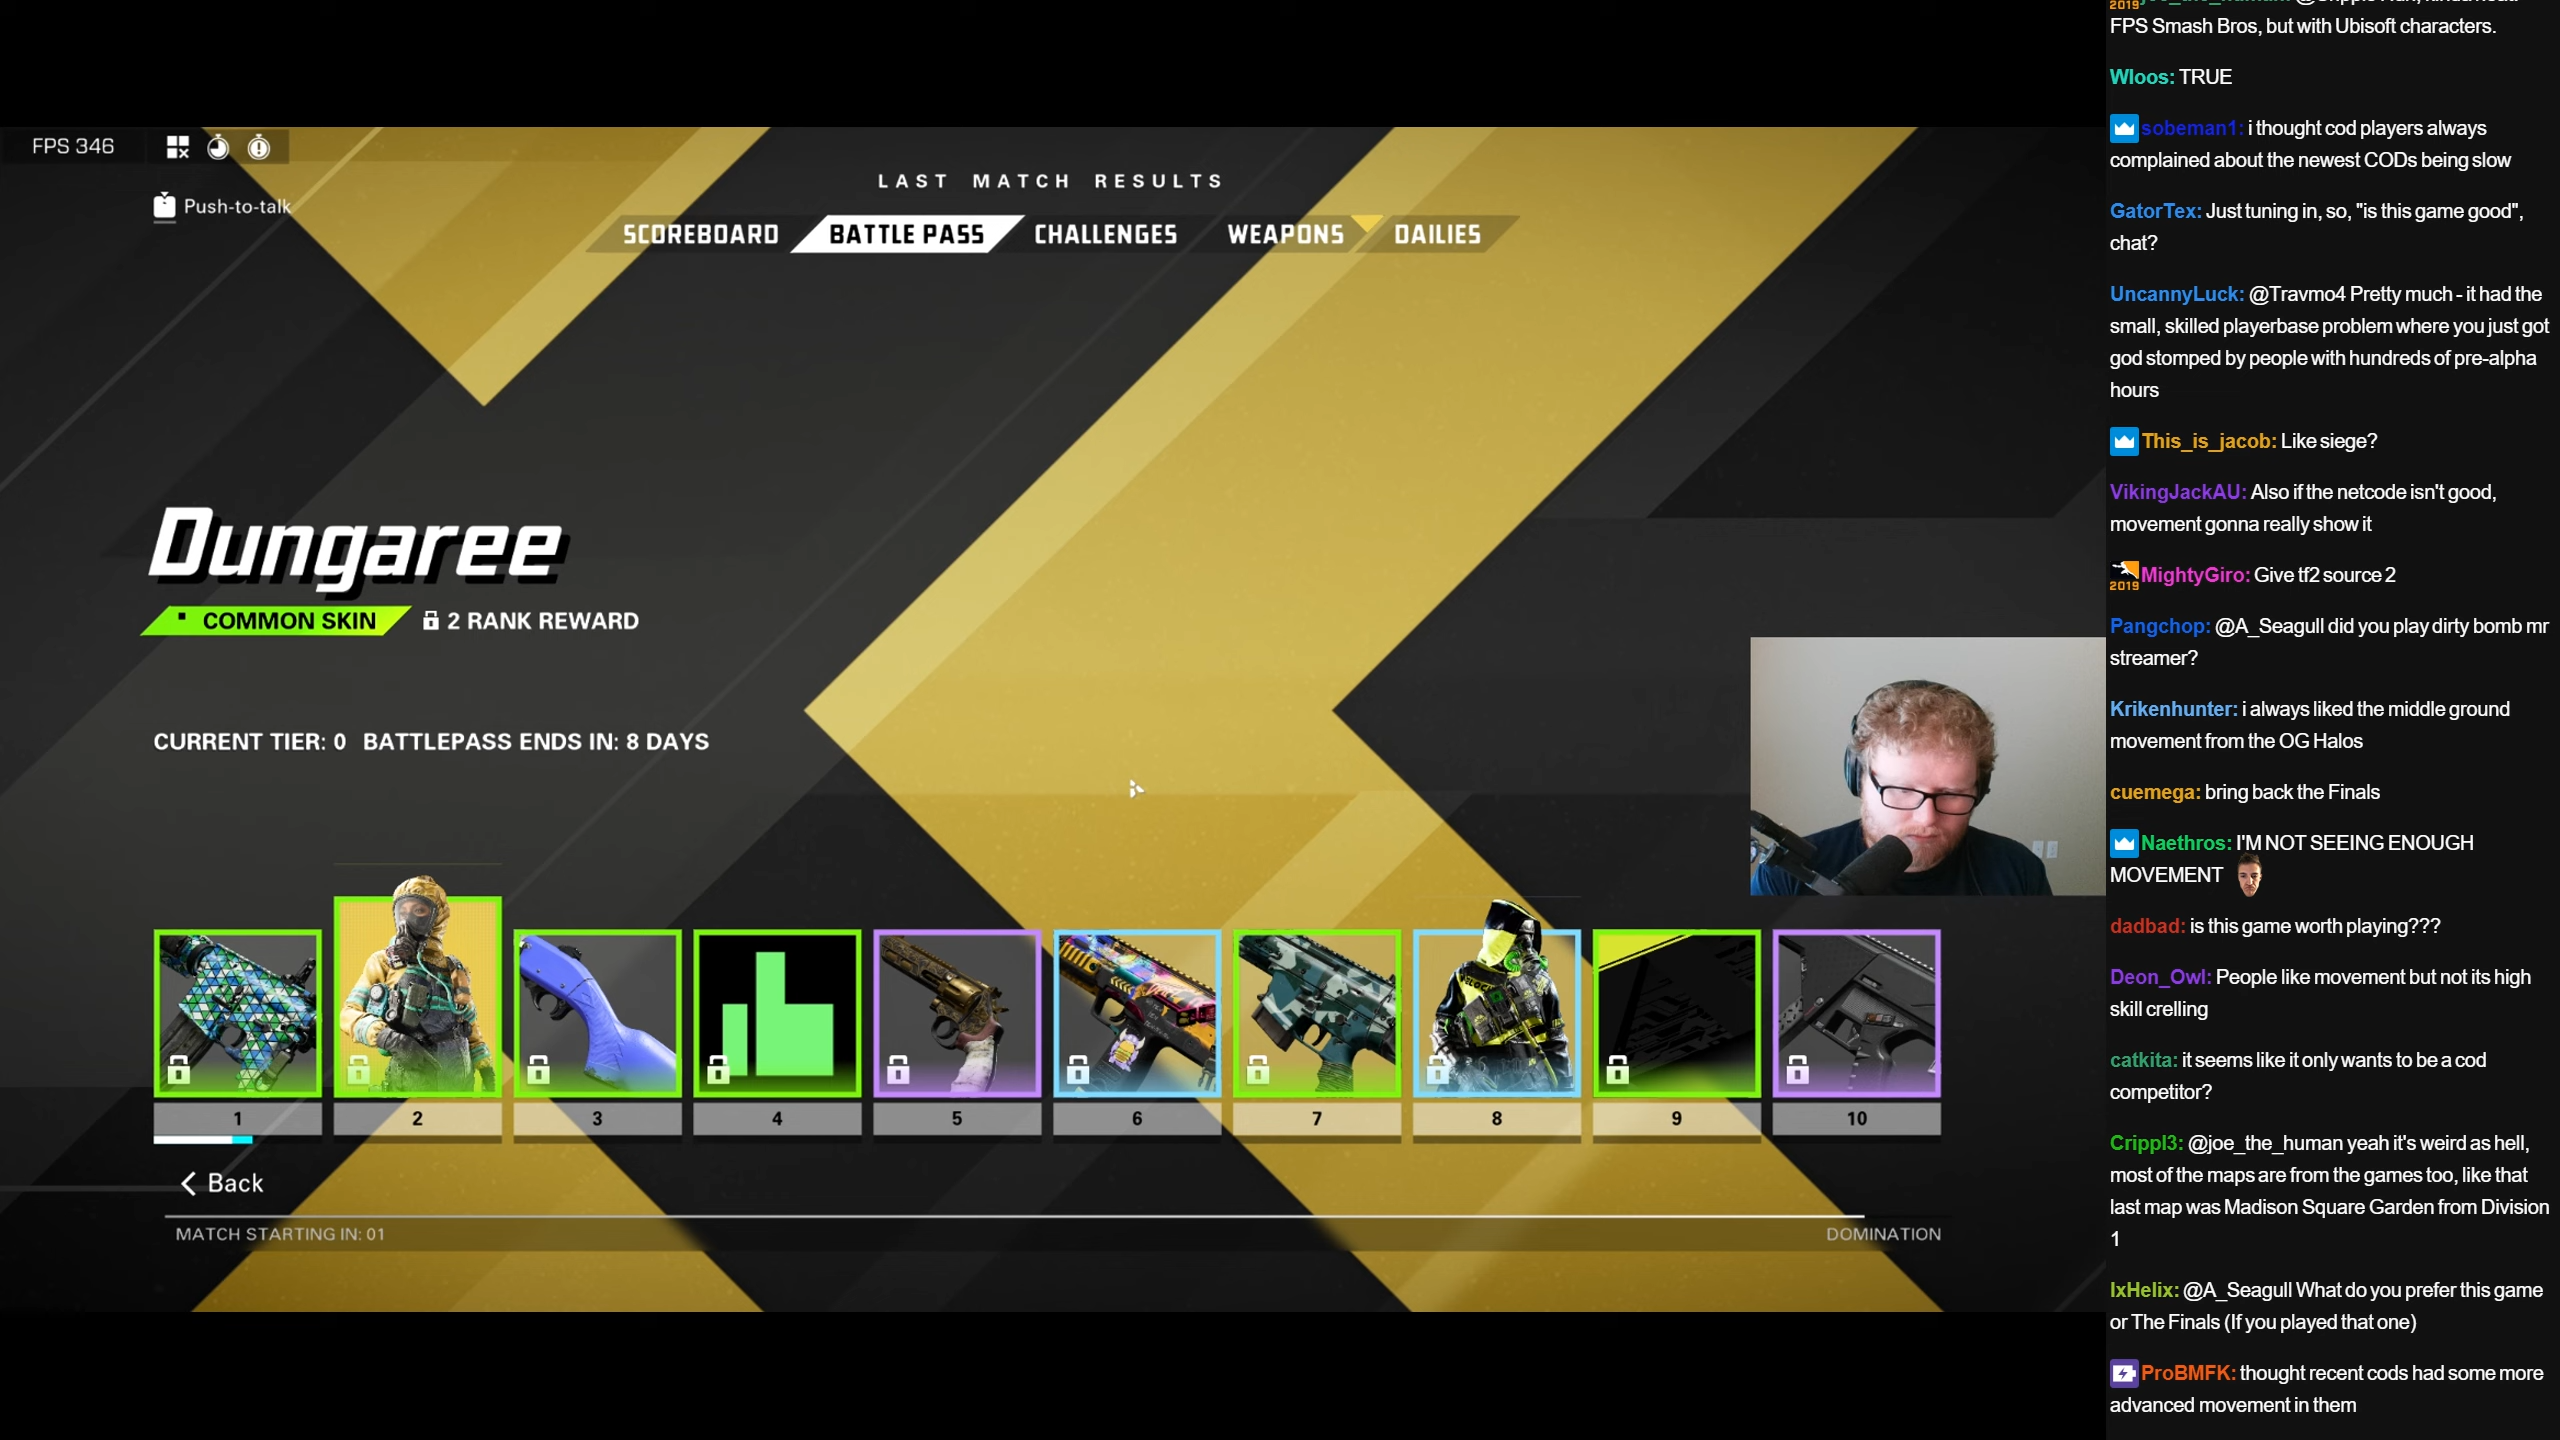 FPS 346
Push-to-talk
LAST MATCH RESULTS
SCOREBOARD BATTLE PASS CHALLENGES WEAPONS DAILIES
Dungaree
COMMON SKIN 2 RANK REWARD
CURRENT TIER: 0 BATTLEPASS ENDS IN: 8 DAYS
1 2 3 4 5 6 7 8 9 10
Back
MATCH STARTING IN: 01
DOMINATION
2019
FPS Smash Bros, but with Ubisoft characters.
Wloos: TRUE
sobeman1: i thought cod players always
complained about the newest CODs being slow
GatorTex: Just tuning in, so, "is this game good",
chat?
UncannyLuck: @Travmo4 Pretty much - it had the
small, skilled playerbase problem where you just got
god stomped by people with hundreds of pre-alpha
hours
This_is_jacob: Like siege?
VikingJackAU: Also if the netcode isn't good,
movement gonna really show it
2019 MightyGiro: Give tf2 source 2
Pangchop: @A_Seagull did you play dirty bomb mr
streamer?
Krikenhunter: i always liked the middle ground
movement from the OG Halos
cuemega: bring back the Finals
Naethros: I'M NOT SEEING ENOUGH
MOVEMENT
dadbad: is this game worth playing???
Deon_Owl: People like movement but not its high
skill crelling
catkita: it seems like it only wants to be a cod
competitor?
Crippl3: @joe_the_human yeah it's weird as hell,
most of the maps are from the games too, like that
last map was Madison Square Garden from Division
1
IxHelix: @A_Seagull What do you prefer this game
or The Finals (If you played that one)
ProBMFK: thought recent cods had some more
advanced movement in them